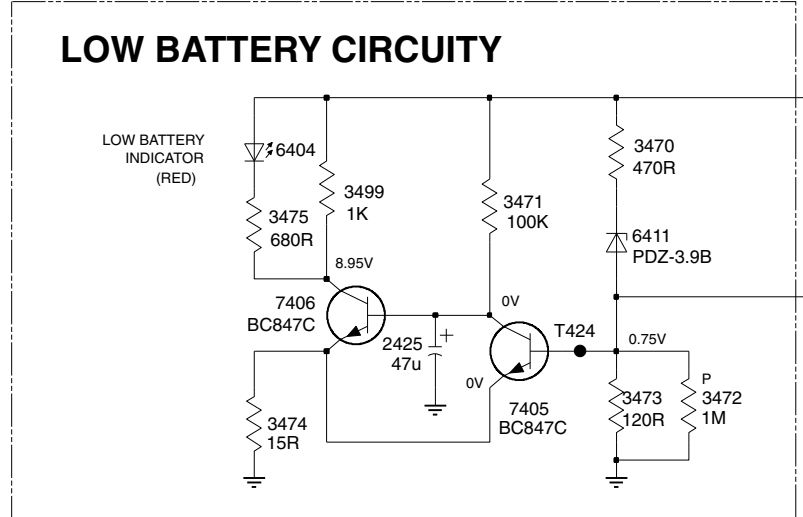 LOW BATTERY CIRCUITY
LOW BATTERY
INDICATOR
(RED)
6404
3475
680R
3499
1K
3471
100K
3470
470R
6411
PDZ-3.9B
8.95V
7406
BC847C
2425
47u
+
0V
T424
0.75V
0V
7405
BC847C
3474
15R
3473
120R
P
3472
1M